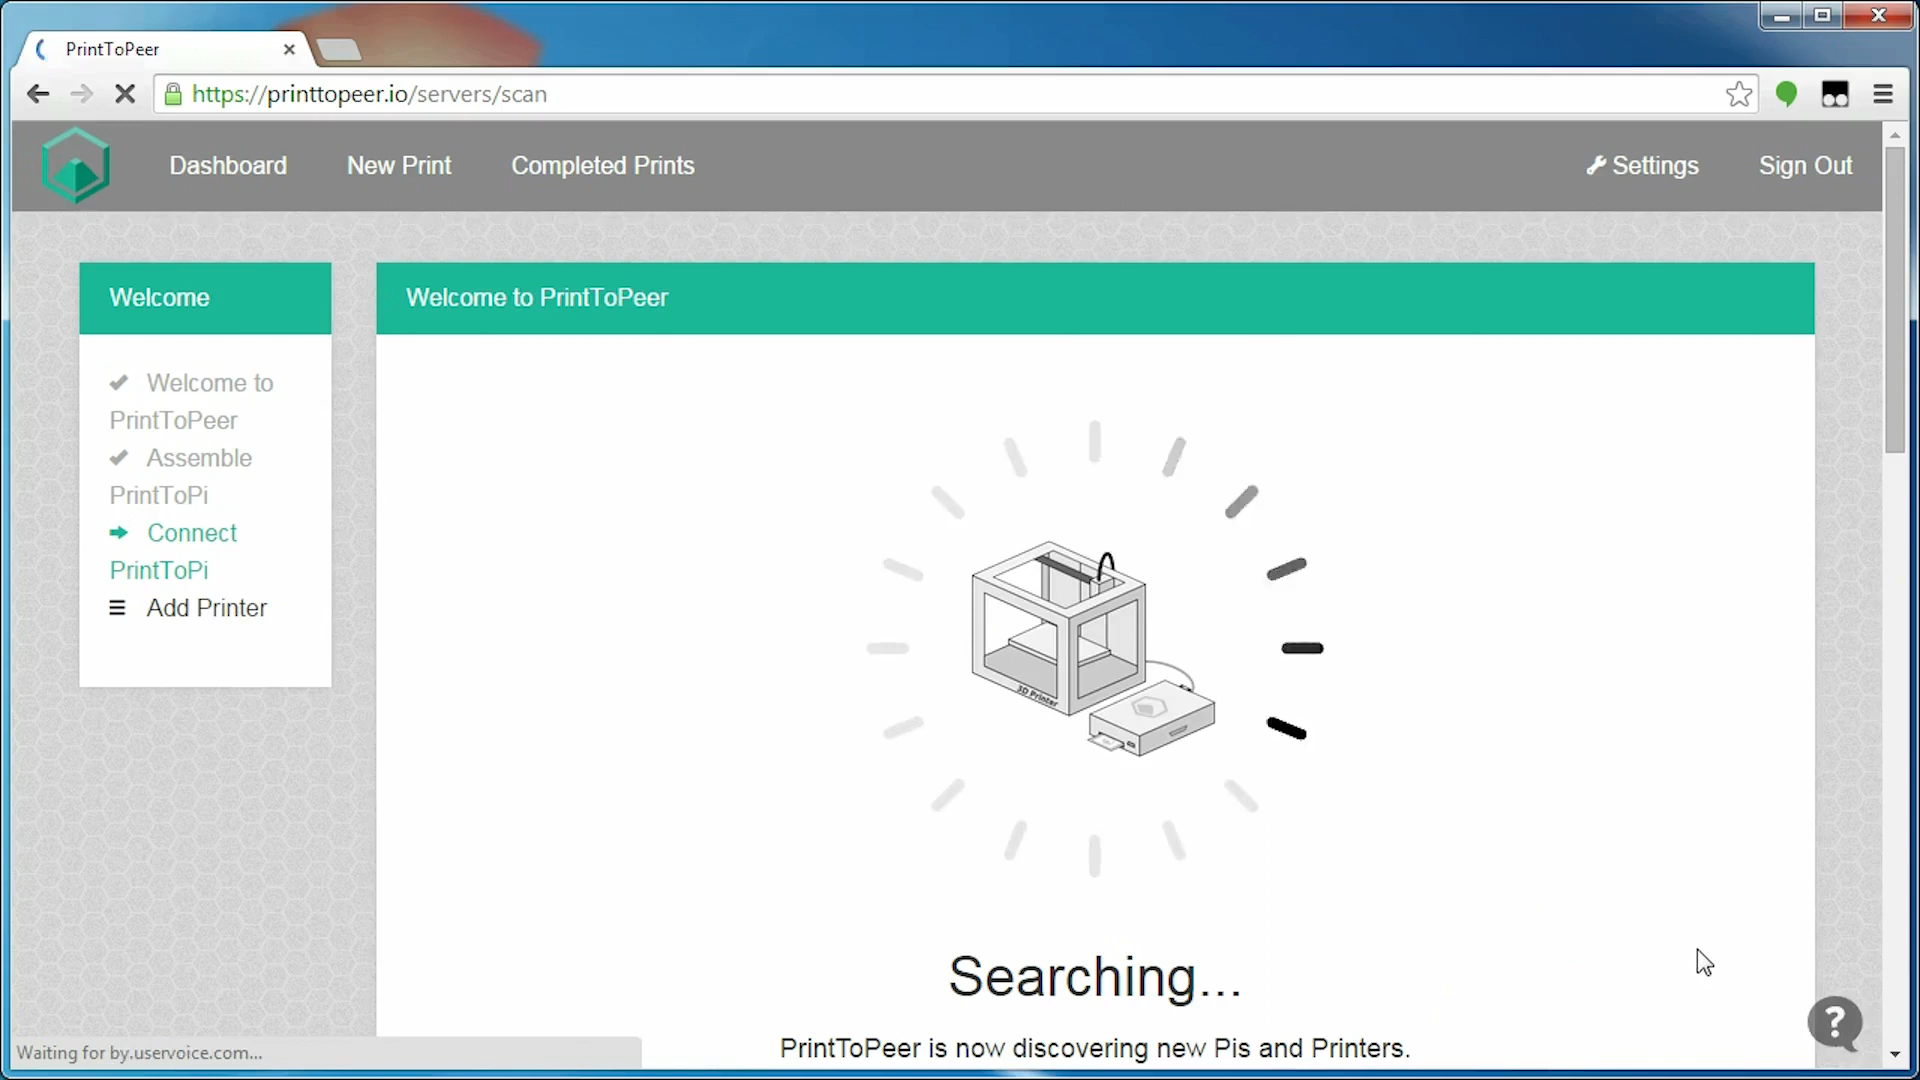 PrintToPeer
https://printtopeer.io/servers/scan
Dashboard
New Print
Completed Prints
Settings
Sign Out
Welcome
Welcome to
PrintToPeer
Assemble
PrintToPi
Connect
PrintToPi
Add Printer
Welcome to PrintToPeer
3D Printer
Searching...
PrintToPeer is now discovering new Pis and Printers.
?
Waiting for by.uservoice.com...